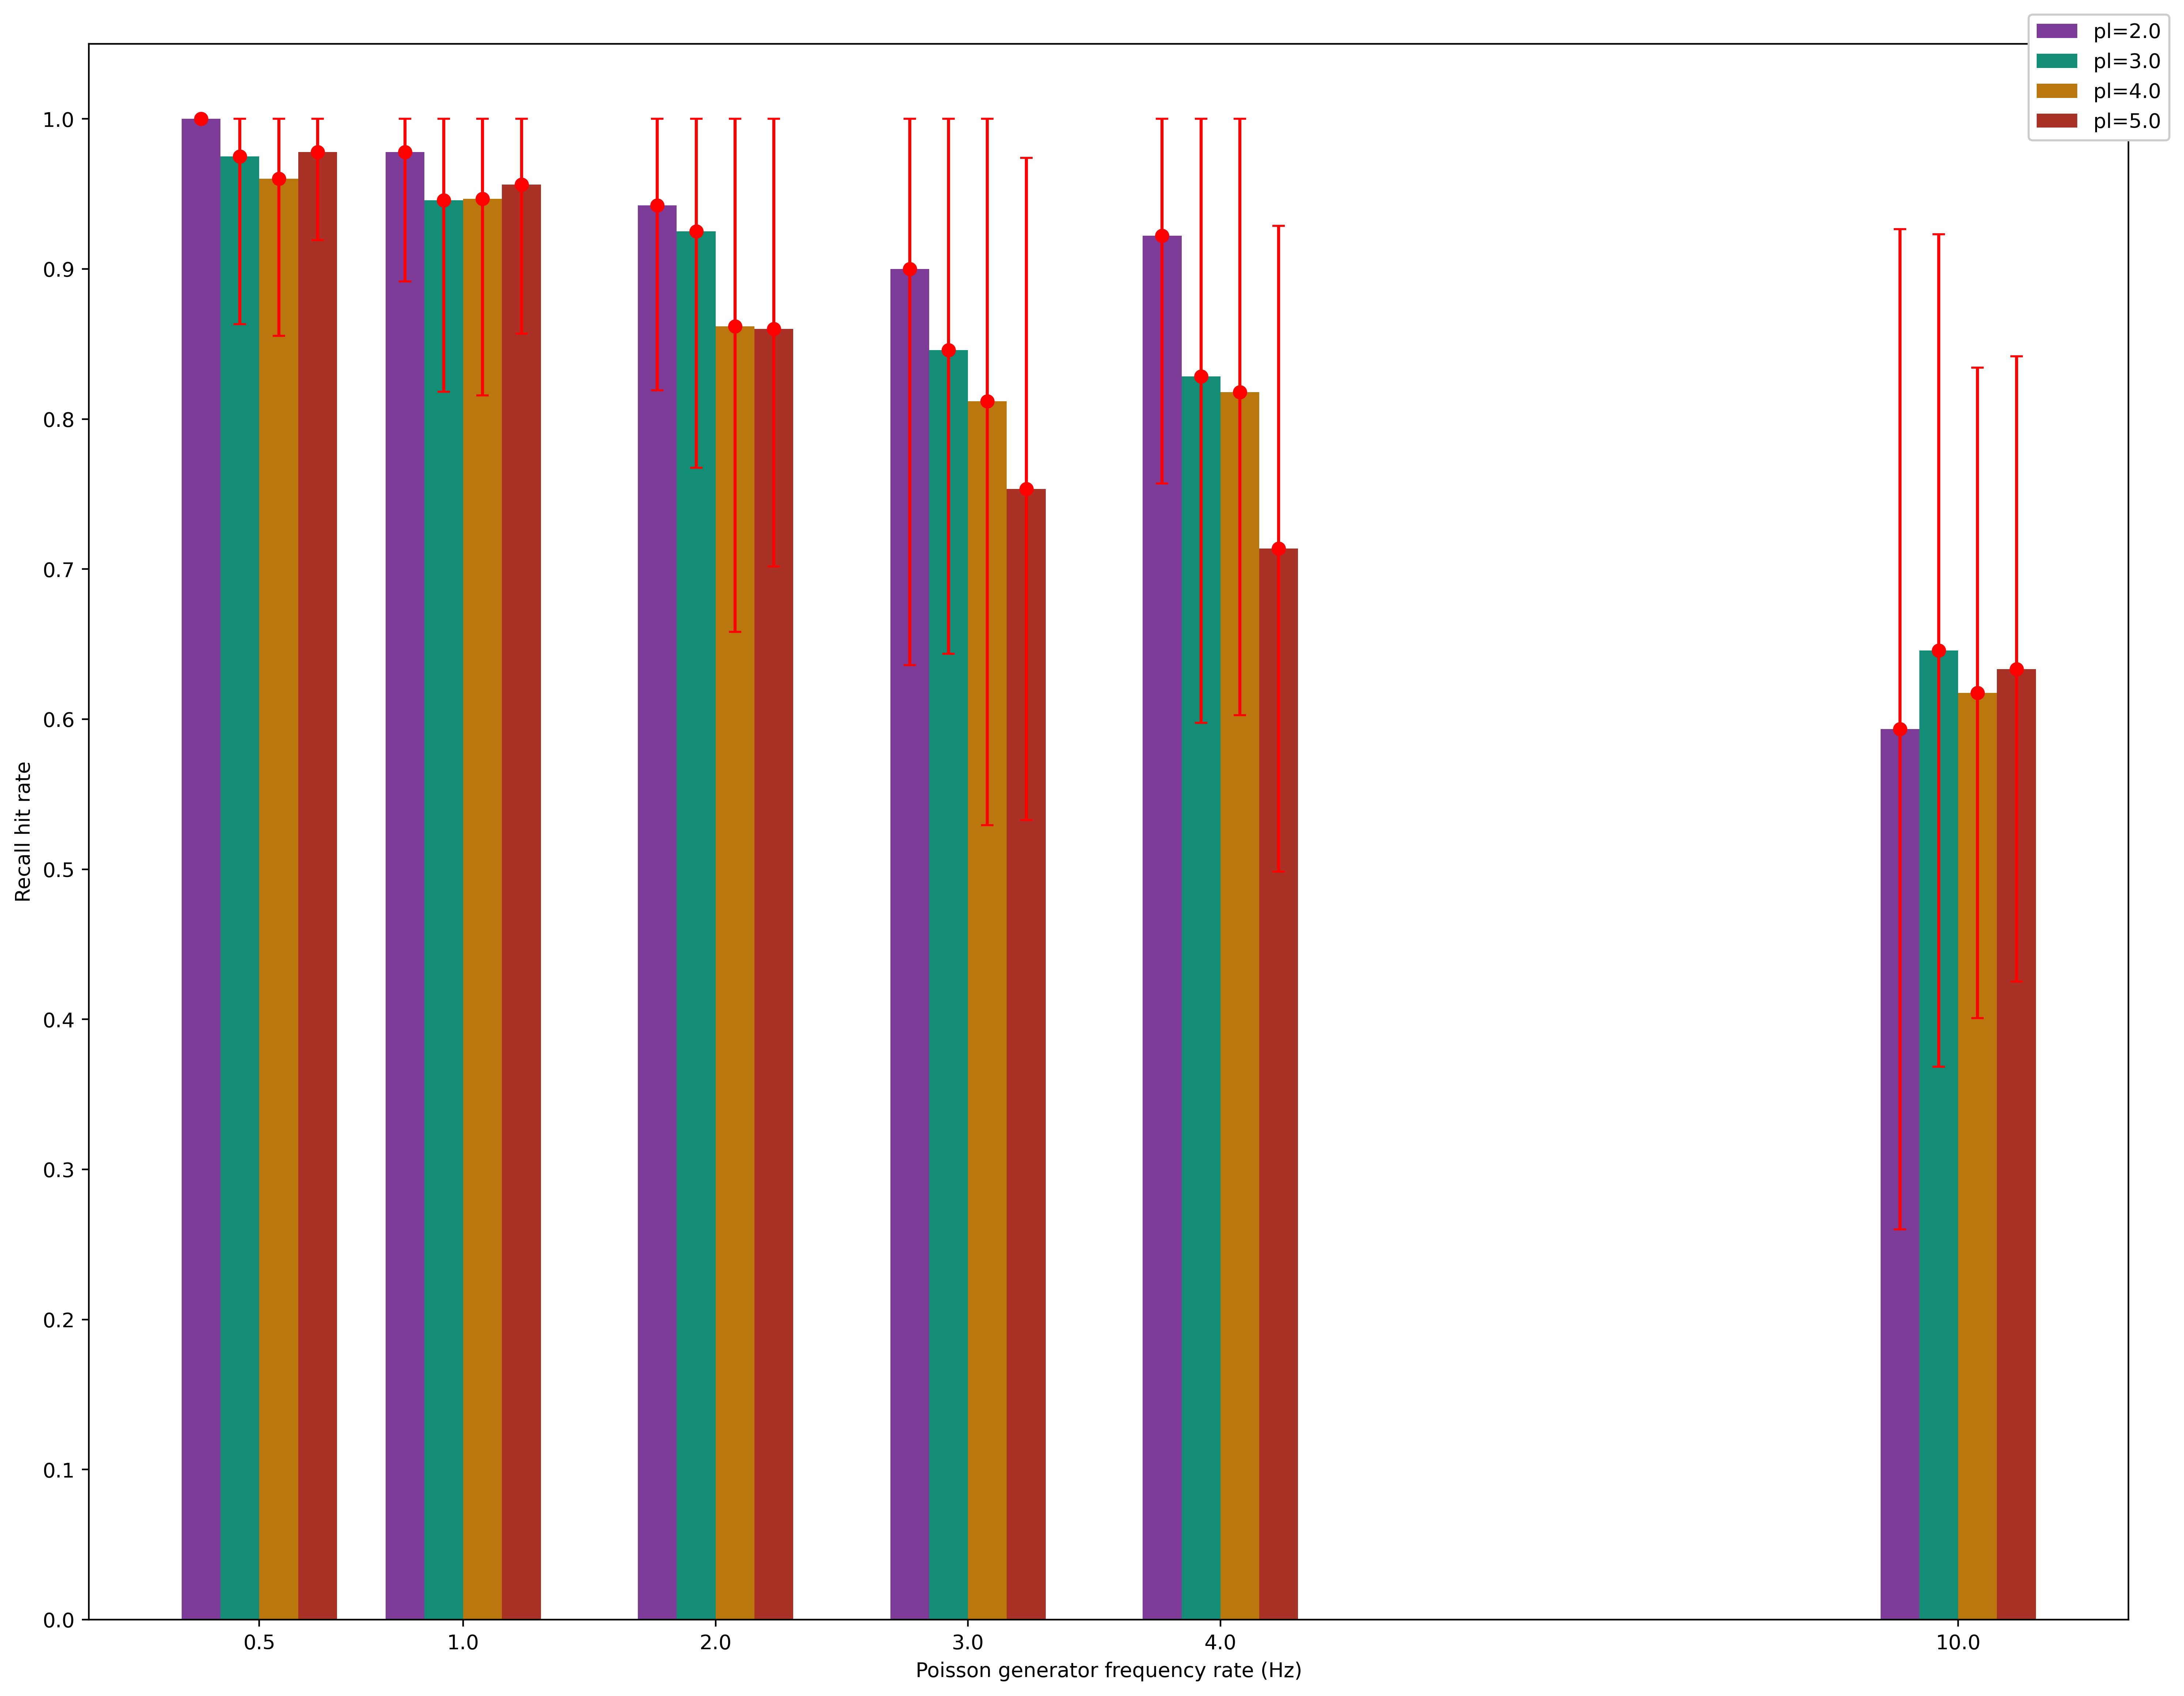 pl=2.0
pl=3.0
pl=4.0
pl=5.0
1.0
0.9
0.8
0.7
0.6
0.5
0.4
0.3
0.2
0.1
0.0
Recall hit rate
0.5 1.0 2.0 3.0 4.0 10.0
Poisson generator frequency rate (Hz)